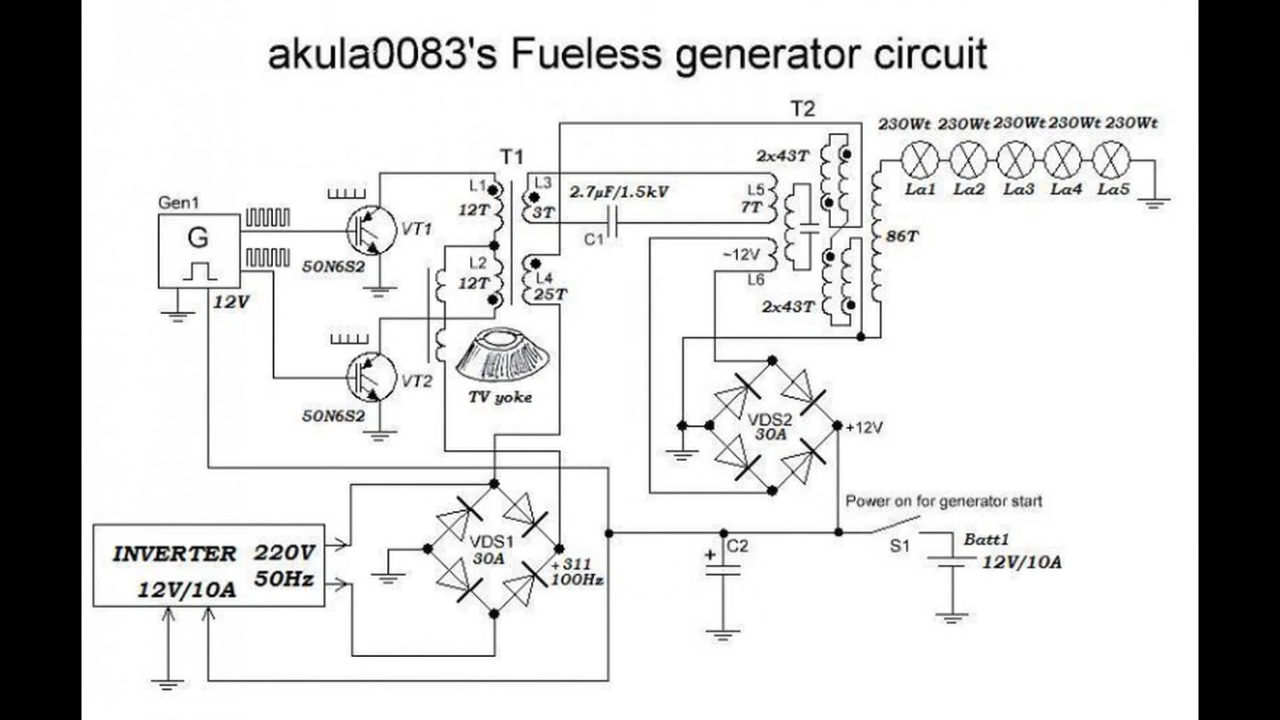 akula0083's Fueless generator circuit
T2
230Wt 230Wt 230Wt 230Wt 230Wt
La1 La2 La3 La4 La5
T1
2x43T
L1
12T
L3
3T
2.7µF/1.5kV
C1
L5
7T
Gen1
G
12V
VT1
50N6S2
L2
12T
L4
25T
~12V
L6
86T
2x43T
VT2
50N6S2
TV yoke
VDS2
30A
+12V
Power on for generator start
S1
Batt1
12V/10A
C2
+
INVERTER 220V
50Hz
12V/10A
VDS1
30A
+311
100Hz